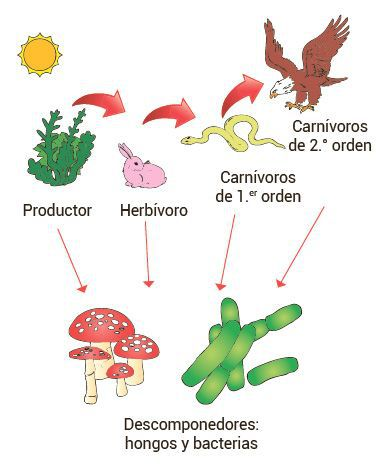 Productor
Herbívoro
Carnívoros
de 1.er orden
Carnívoros
de 2.° orden
Descomponedores:
hongos y bacterias